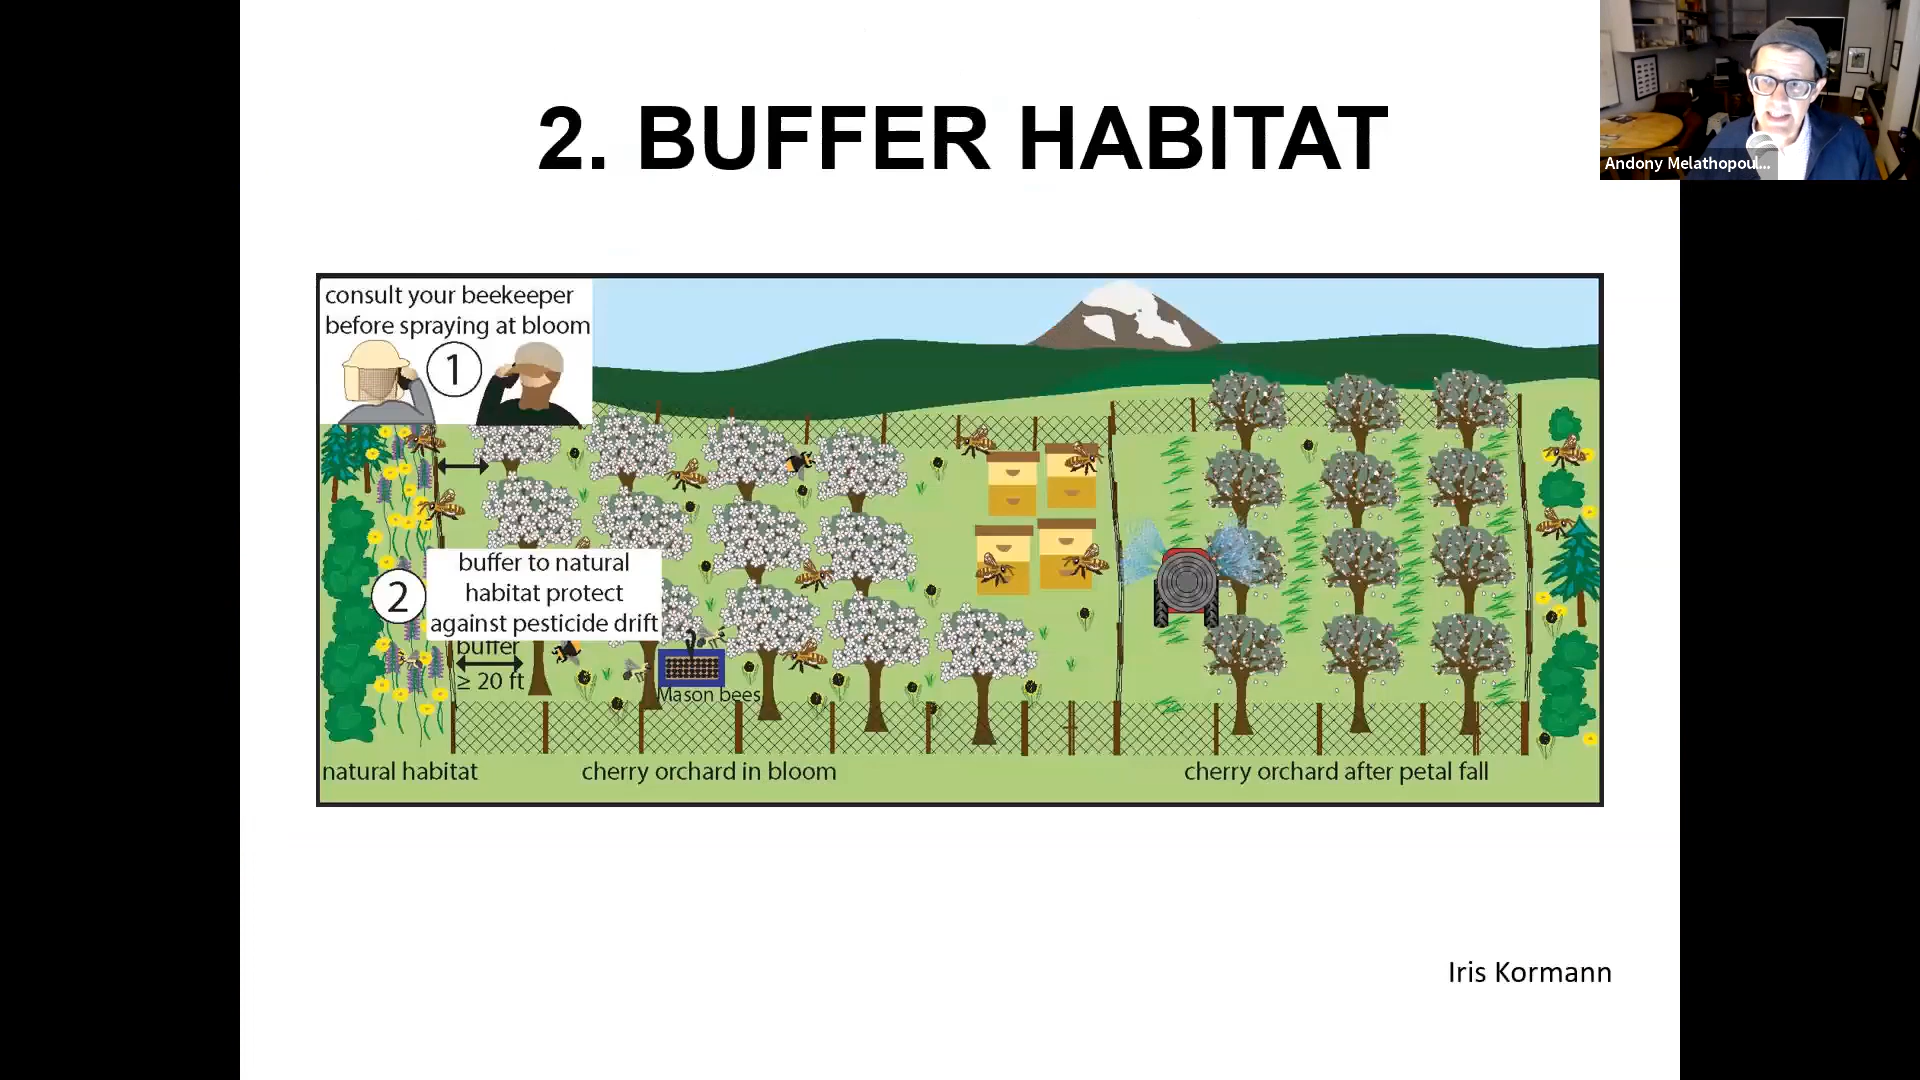 2. BUFFER HABITAT
Andony Melathopoul...
consult your beekeeper
before spraying at bloom
1
2
buffer to natural
habitat protect
against pesticide drift
buffer
≥ 20 ft
Mason bees
natural habitat
cherry orchard in bloom
cherry orchard after petal fall
Iris Kormann